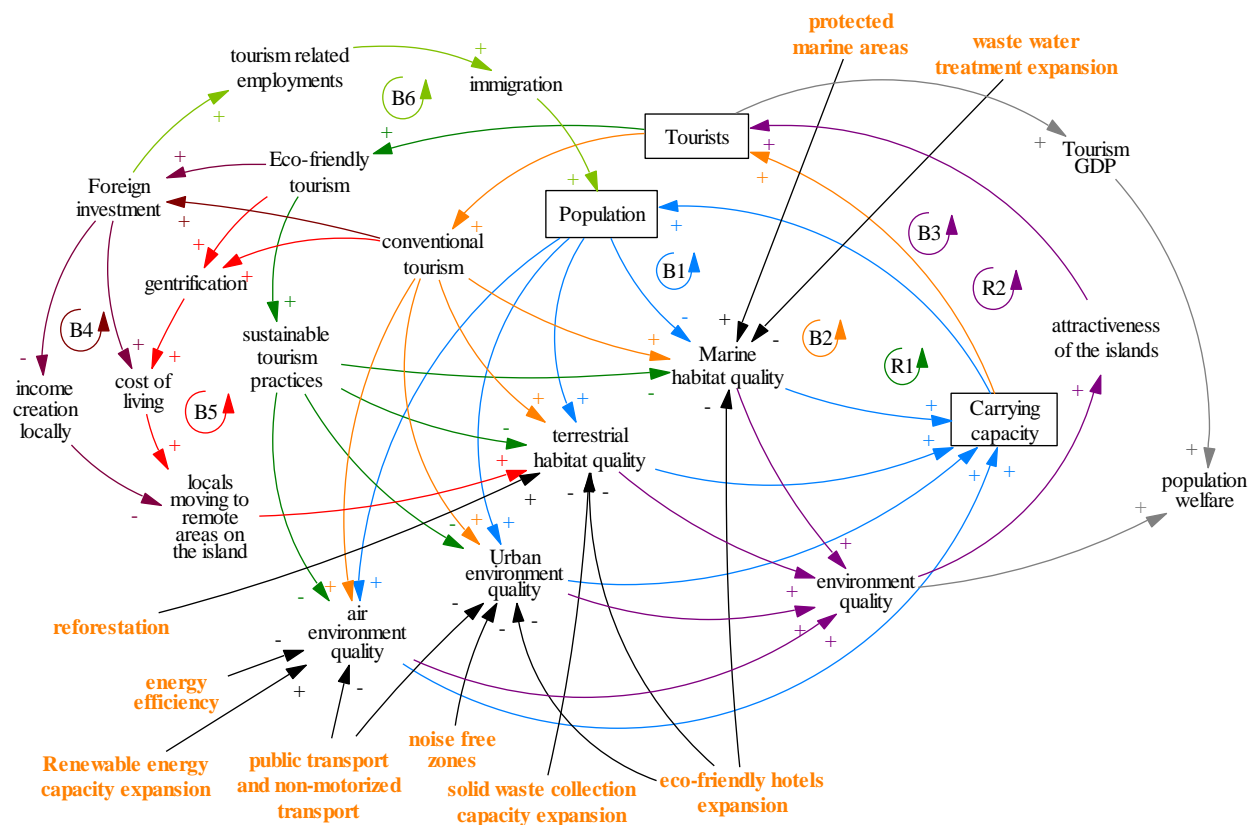 protected
marine areas
waste water
treatment expansion
tourism related
employments
+
immigration
B6
+
+
Tourists
+
+
Tourism
GDP
Eco-friendly
tourism
+
Foreign
investment
+
+
+
Population
+
+
conventional
tourism
B3
+
+
gentrification
B1
R2
+
-
+
+
-
B4
sustainable
tourism
practices
Marine
habitat quality
B2
attractiveness
of the islands
-
+
+
R1
income
creation
locally
cost of
living
B5
-
-
+
Carrying
capacity
+
+
+
-
terrestrial
habitat quality
+
+
+
+
locals
moving to
remote
areas on
the island
-
+
+
-
-
population
welfare
+
+
-
+
+
Urban
environment
quality
+
environment
quality
+
+
+
-
+
+
air
environment
quality
-
-
-
reforestation
-
+
-
energy
efficiency
Renewable energy
capacity expansion
public transport
and non-motorized
transport
noise free
zones
solid waste collection
capacity expansion
eco-friendly hotels
expansion